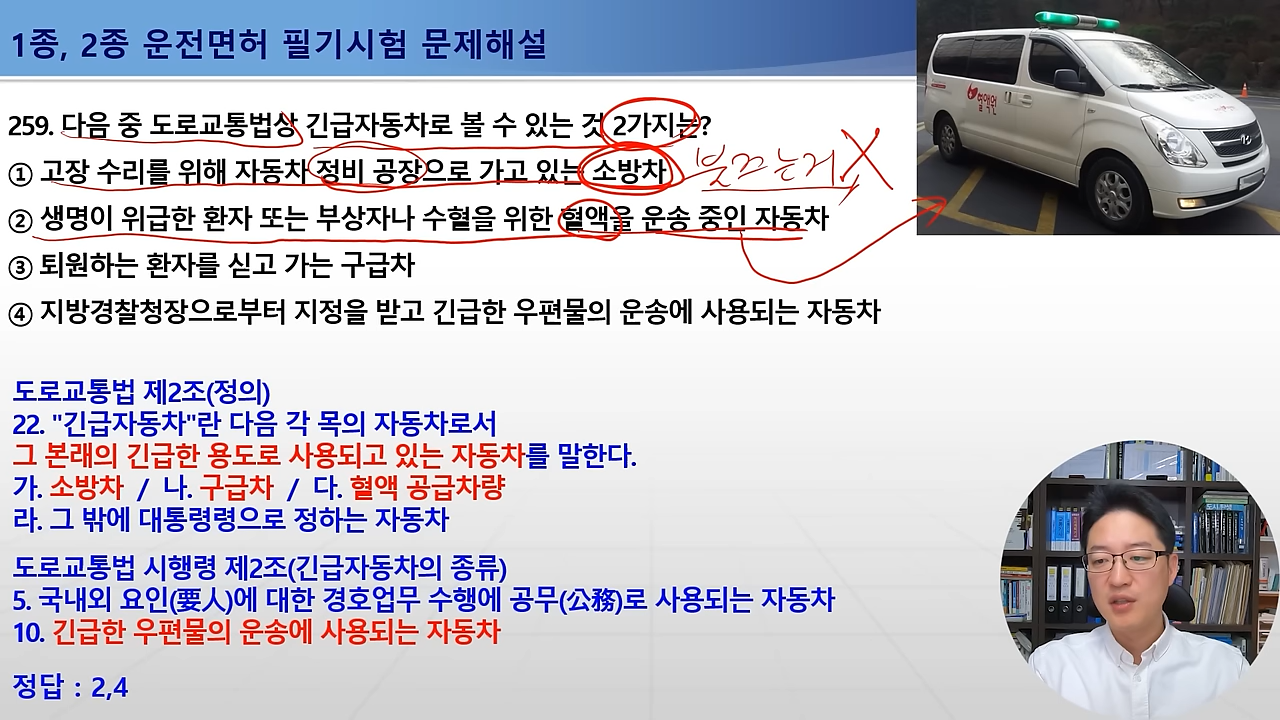 1종, 2종 운전면허 필기시험 문제해설
259. 다음 중 도로교통법상 긴급자동차로 볼 수 있는 것 2가지는?
① 고장 수리를 위해 자동차 정비 공장으로 가고 있는 소방차
불끄는거 X
② 생명이 위급한 환자 또는 부상자나 수혈을 위한 혈액을 운송 중인 자동차
③ 퇴원하는 환자를 싣고 가는 구급차
④ 지방경찰청장으로부터 지정을 받고 긴급한 우편물의 운송에 사용되는 자동차
혈액원
도로교통법 제2조(정의)
22. "긴급자동차"란 다음 각 목의 자동차로서
그 본래의 긴급한 용도로 사용되고 있는 자동차를 말한다.
가. 소방차 / 나. 구급차 / 다. 혈액 공급차량
라. 그 밖에 대통령령으로 정하는 자동차
도로교통법 시행령 제2조(긴급자동차의 종류)
5. 국내외 요인(要人)에 대한 경호업무 수행에 공무(公務)로 사용되는 자동차
10. 긴급한 우편물의 운송에 사용되는 자동차
정답 : 2,4